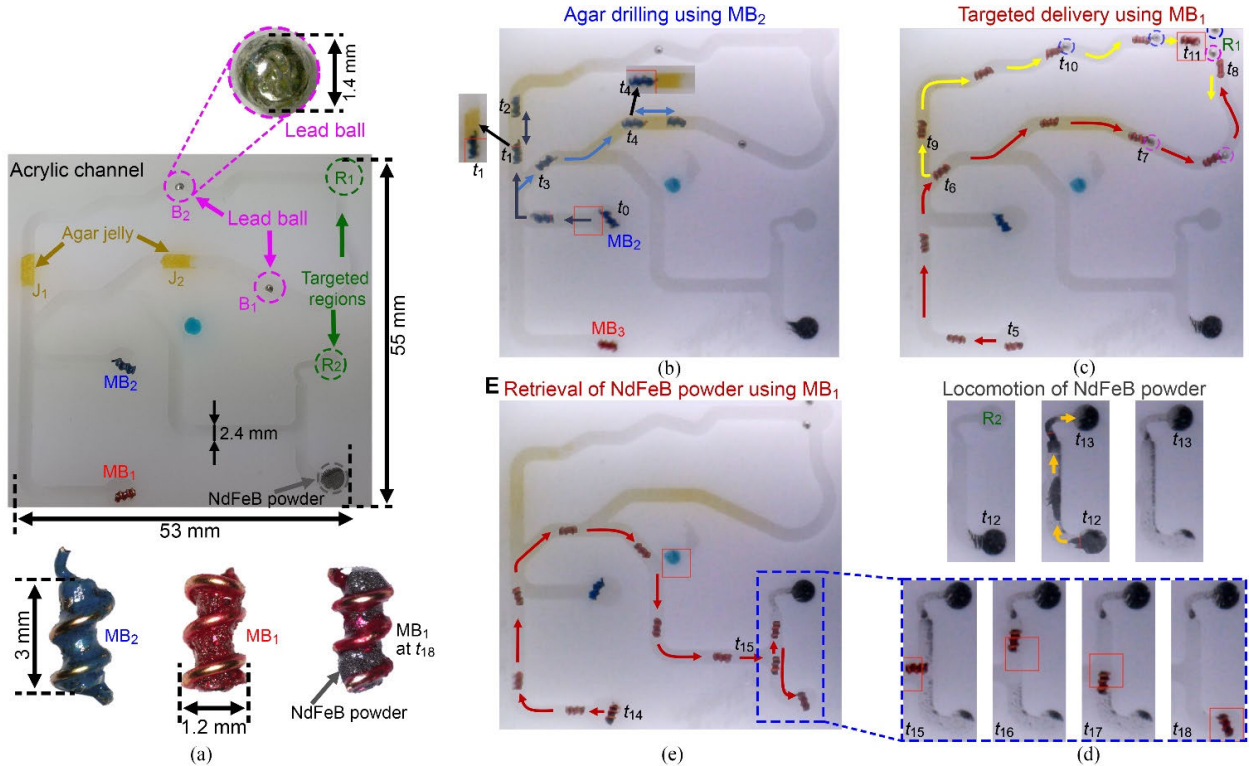 1.4 mm
Lead ball
Acrylic channel
R1
B2
Lead ball
Agar jelly
J1
J2
B1
Targeted
regions
55 mm
R2
MB2
2.4 mm
MB1
NdFeB powder
53 mm
3 mm
MB2
MB1
MB1
at t18
NdFeB powder
1.2 mm
(a)
Agar drilling using MB2
t2
t4
t1
t1
t4
t3
t0
MB2
MB3
(b)
Targeted delivery using MB1
t10
t11
R1
t8
t9
t7
t6
t5
(c)
E Retrieval of NdFeB powder using MB1
t15
t14
(e)
Locomotion of NdFeB powder
R2
t13
t13
t12
t12
t15
t16
t17
t18
(d)